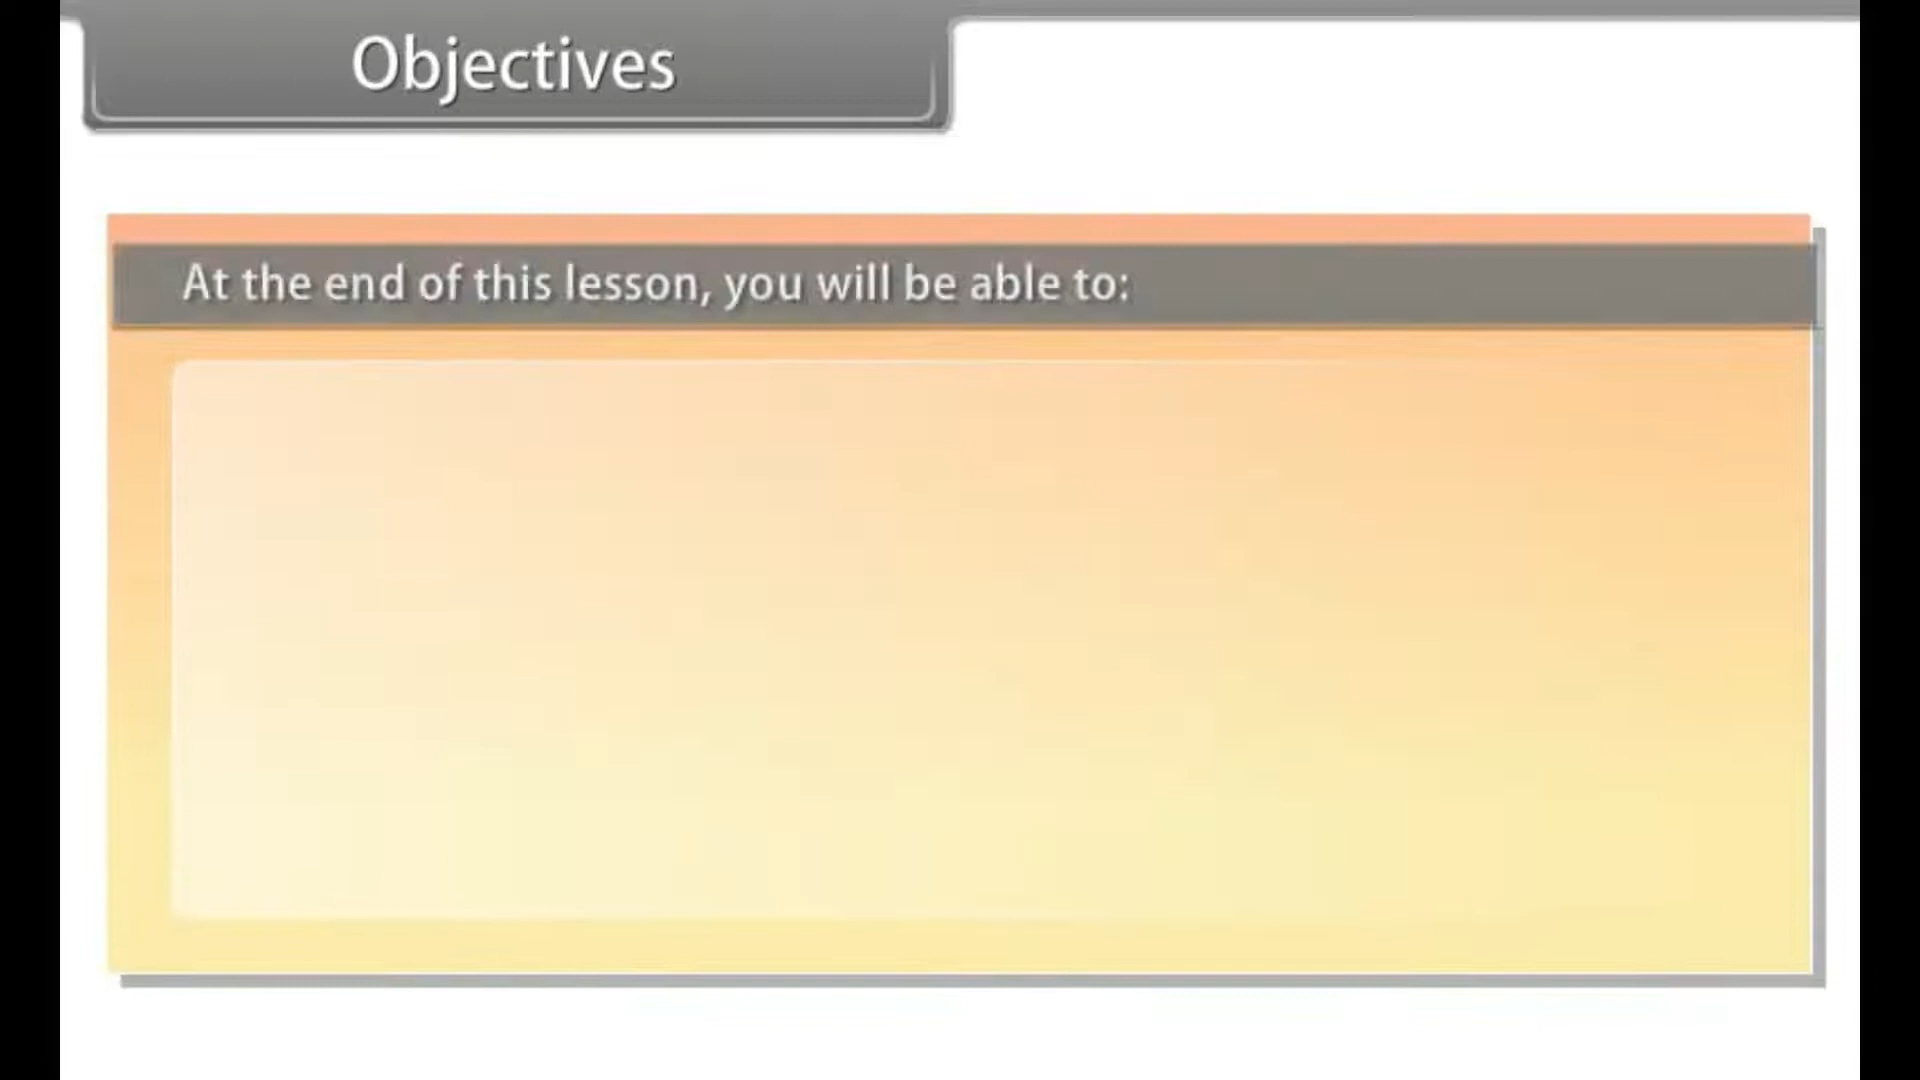 Objectives
At the end of this lesson, you will be able to: